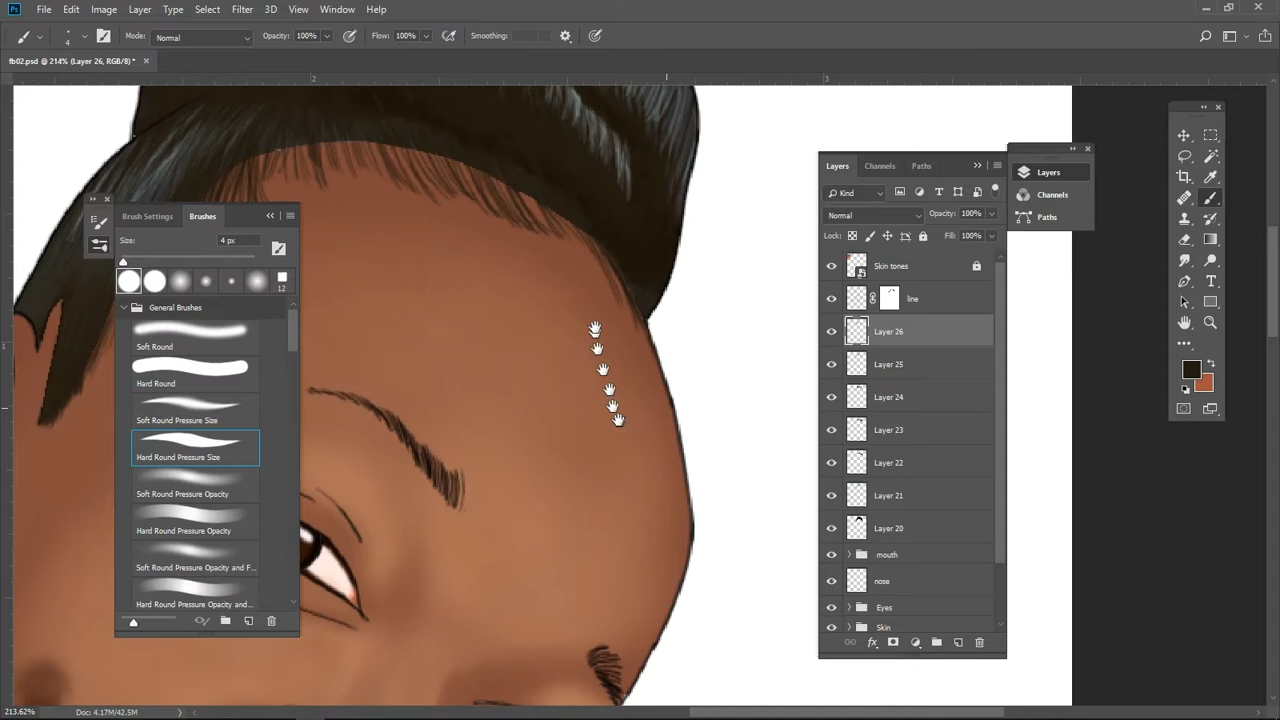 Ps File Edit Image Layer Type Select Filter 3D View Window Help
4 Mode: Normal Opacity: 100% Flow: 100% Smoothing:
fb02.psd @ 214% (Layer 26, RGB/8) *
2 3
1
Brush Settings Brushes
Size: 4 px
12
General Brushes
Soft Round
Hard Round
Soft Round Pressure Size
Hard Round Pressure Size
Soft Round Pressure Opacity
Hard Round Pressure Opacity
Soft Round Pressure Opacity and F...
Hard Round Pressure Opacity and...
Layers Channels Paths
Kind
Normal Opacity: 100%
Lock: Fill: 100%
Skin tones
line
Layer 26
Layer 25
Layer 24
Layer 23
Layer 22
Layer 21
Layer 20
mouth
nose
Eyes
Skin
fx
Layers
Channels
Paths
T
213.62% Doc: 4.17M/42.5M